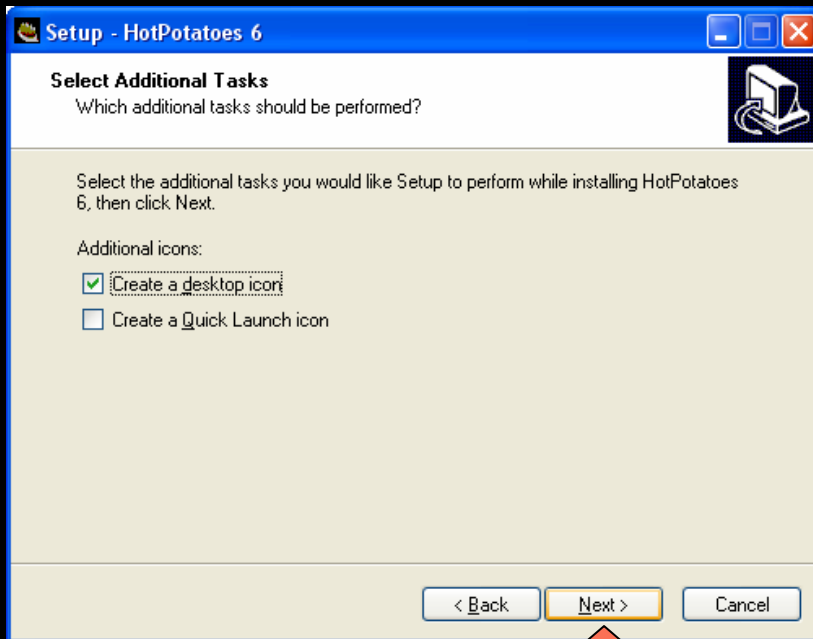 Setup - HotPotatoes 6
Select Additional Tasks
Which additional tasks should be performed?
Select the additional tasks you would like Setup to perform while installing HotPotatoes
6, then click Next.
Additional icons:
Create a desktop icon
Create a Quick Launch icon
< Back
Next >
Cancel